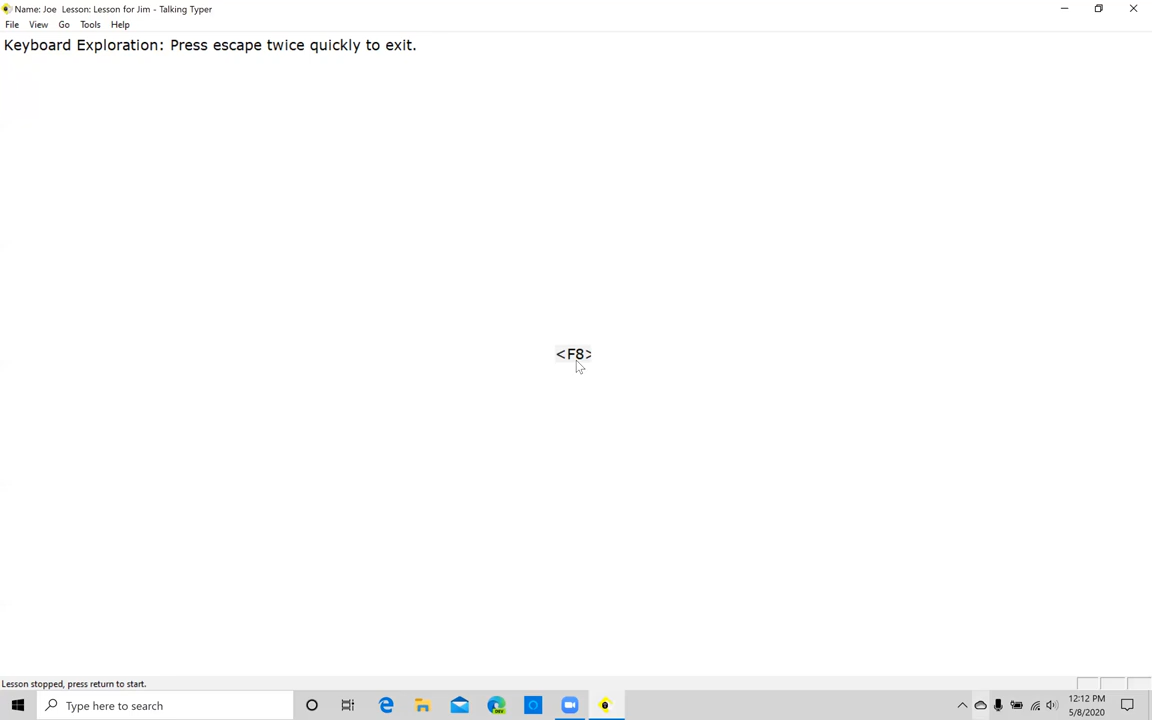 Name: Joe  Lesson: Lesson for Jim - Talking Typer
File View Go Tools Help
Keyboard Exploration: Press escape twice quickly to exit.
<F8>
Lesson stopped, press return to start.
Type here to search
DEV
12:12 PM
5/8/2020